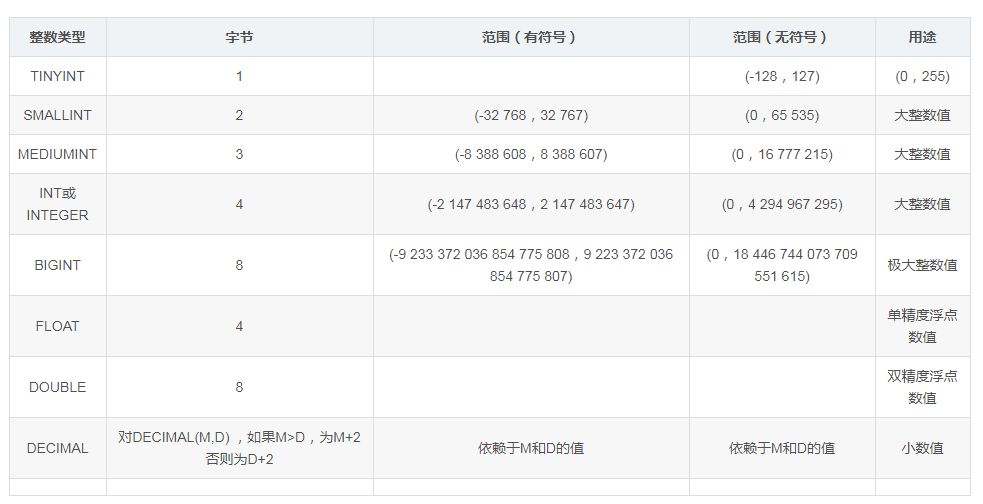 整数类型 字节 范围（有符号） 范围（无符号） 用途
TINYINT 1 (-128，127) (0，255)
SMALLINT 2 (-32 768，32 767) (0，65 535) 大整数值
MEDIUMINT 3 (-8 388 608，8 388 607) (0，16 777 215) 大整数值
INT或
INTEGER
4 (-2 147 483 648，2 147 483 647) (0，4 294 967 295) 大整数值
BIGINT 8
(-9 233 372 036 854 775 808，9 223 372 036
854 775 807)
(0，18 446 744 073 709
551 615)
极大整数值
FLOAT 4
单精度浮点
数值
DOUBLE 8
双精度浮点
数值
DECIMAL
对DECIMAL(M,D) ，如果M>D，为M+2
否则为D+2
依赖于M和D的值 依赖于M和D的值 小数值